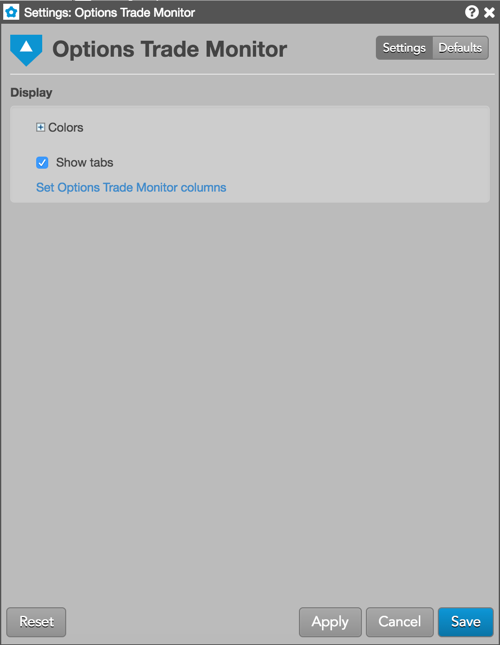 Settings: Options Trade Monitor
Options Trade Monitor
Settings Defaults
Display
Colors
Show tabs
Set Options Trade Monitor columns
Reset Apply Cancel Save